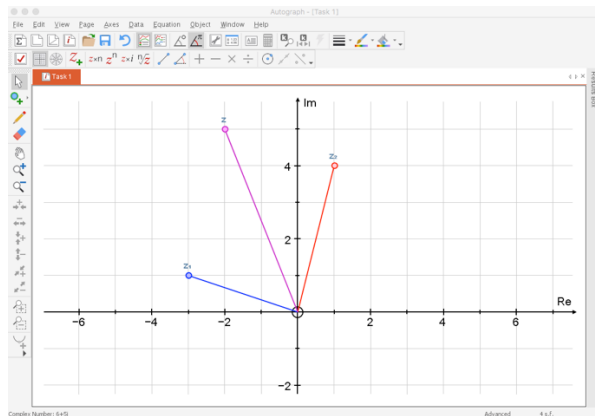 Autograph - [Task 1]
File Edit View Page Axes Data Equation Object Window Help
z+ z×n zⁿ z×i ⁿ√z
Task 1
Im
z
z₂
4
2
z₁
Re
−6 −4 −2 2 4 6
−2
Complex Number: 6+5i Advanced 4 s.f.